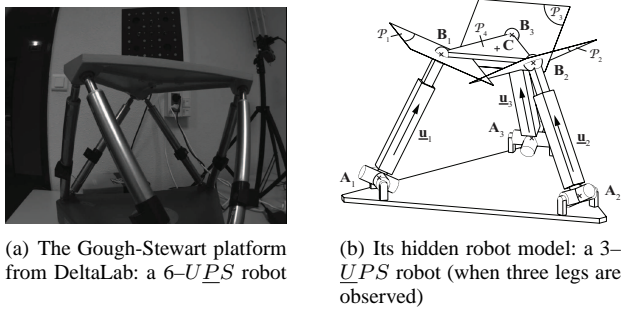 𝒫₁
B₁
𝒫₄
B₃
C
𝒫₃
B₂
𝒫₂
u₁
u₃
u₂
A₃
A₁
A₂
(a) The Gough-Stewart platform
from DeltaLab: a 6–UPS robot
(b) Its hidden robot model: a 3–
UPS robot (when three legs are
observed)